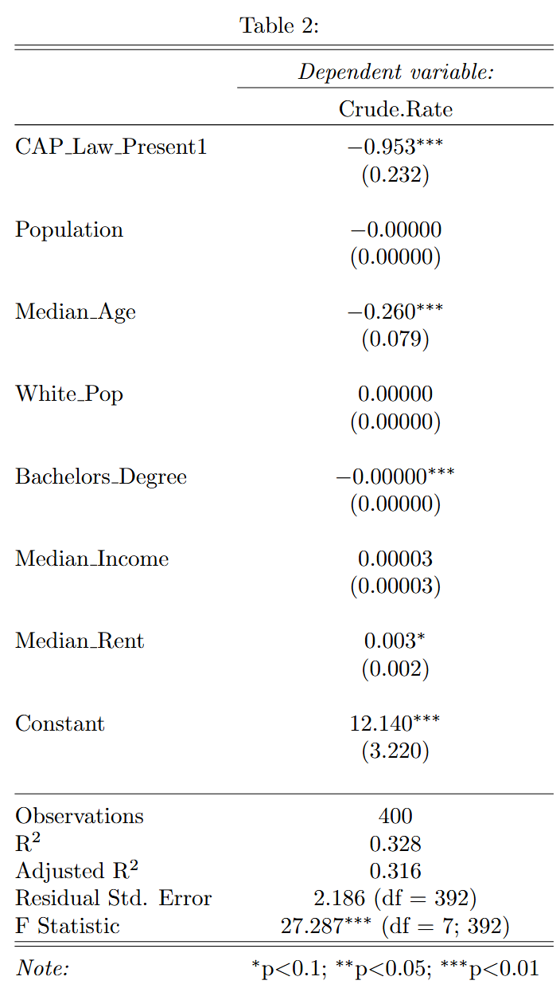 Table 2:
Dependent variable:
Crude.Rate
CAP_Law_Present1 −0.953***
(0.232)
Population −0.00000
(0.00000)
Median_Age −0.260***
(0.079)
White_Pop 0.00000
(0.00000)
Bachelors_Degree −0.00000***
(0.00000)
Median_Income 0.00003
(0.00003)
Median_Rent 0.003*
(0.002)
Constant 12.140***
(3.220)
Observations 400
R² 0.328
Adjusted R² 0.316
Residual Std. Error 2.186 (df = 392)
F Statistic 27.287*** (df = 7; 392)
Note: *p<0.1; **p<0.05; ***p<0.01